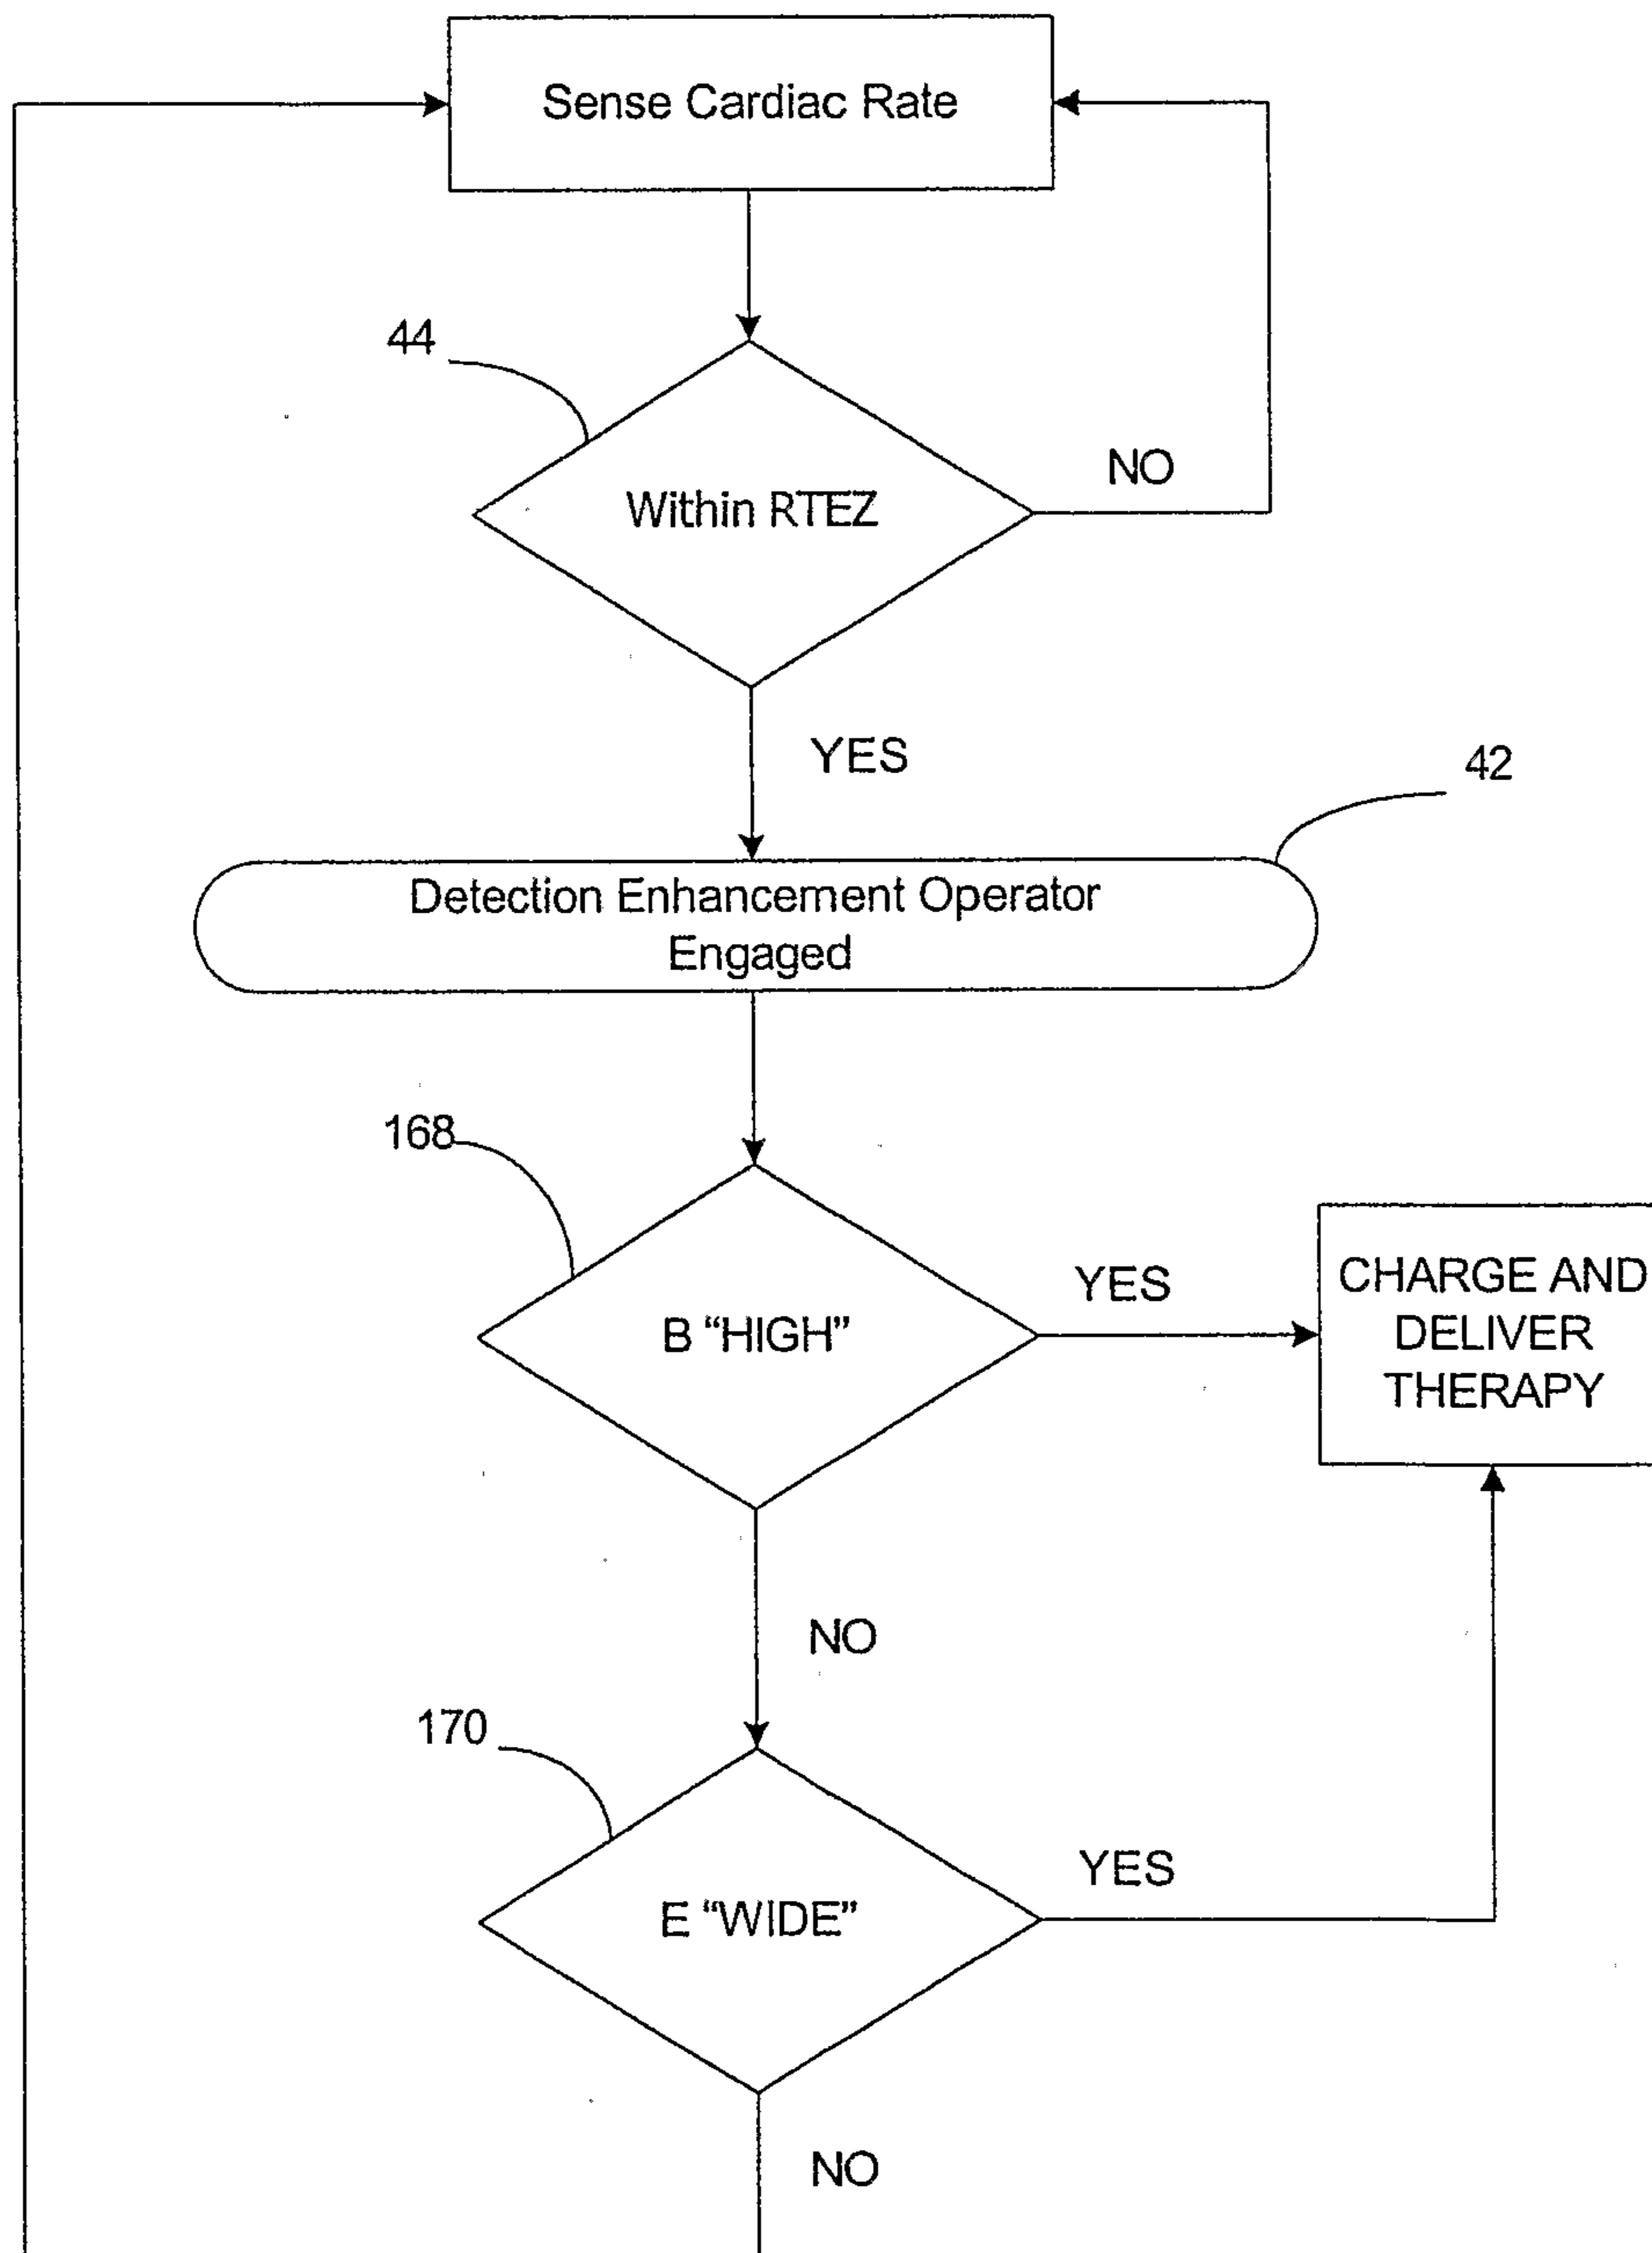 Sense Cardiac Rate
44
Within RTEZ
NO
YES
42
Detection Enhancement Operator
Engaged
168
B “HIGH”
YES
CHARGE AND
DELIVER
THERAPY
NO
170
E “WIDE”
YES
NO